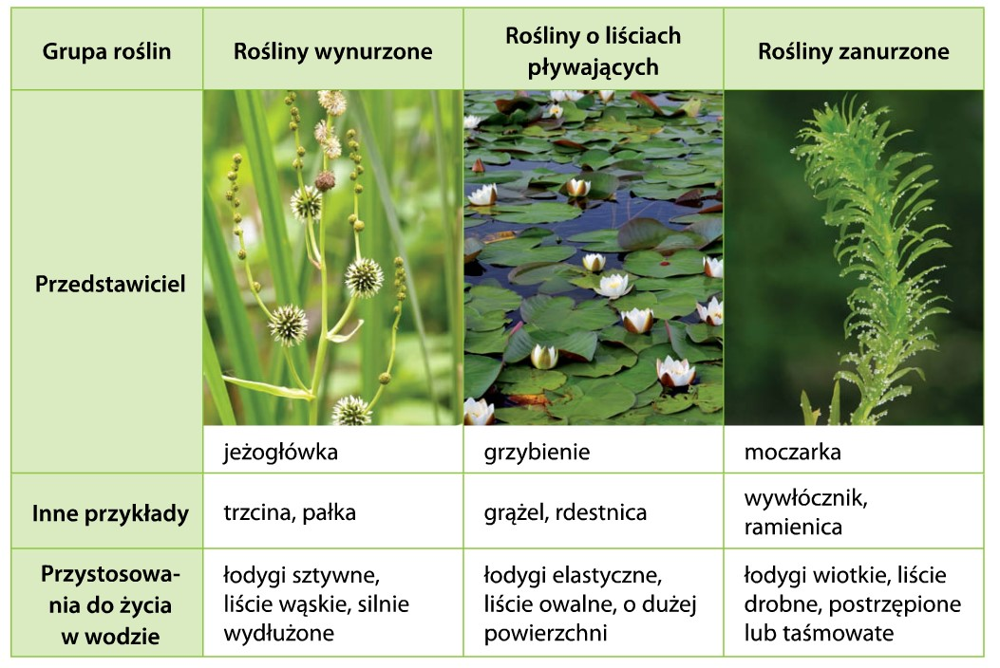 Grupa roślin
Rośliny wynurzone
Rośliny o liściach
pływających
Rośliny zanurzone
Przedstawiciel
jeżogłówka
grzybienie
moczarka
Inne przykłady
trzcina, pałka
grążel, rdestnica
wywłócznik,
ramienica
Przystosowa-
nia do życia
w wodzie
łodygi sztywne,
liście wąskie, silnie
wydłużone
łodygi elastyczne,
liście owalne, o dużej
powierzchni
łodygi wiotkie, liście
drobne, postrzępione
lub taśmowate